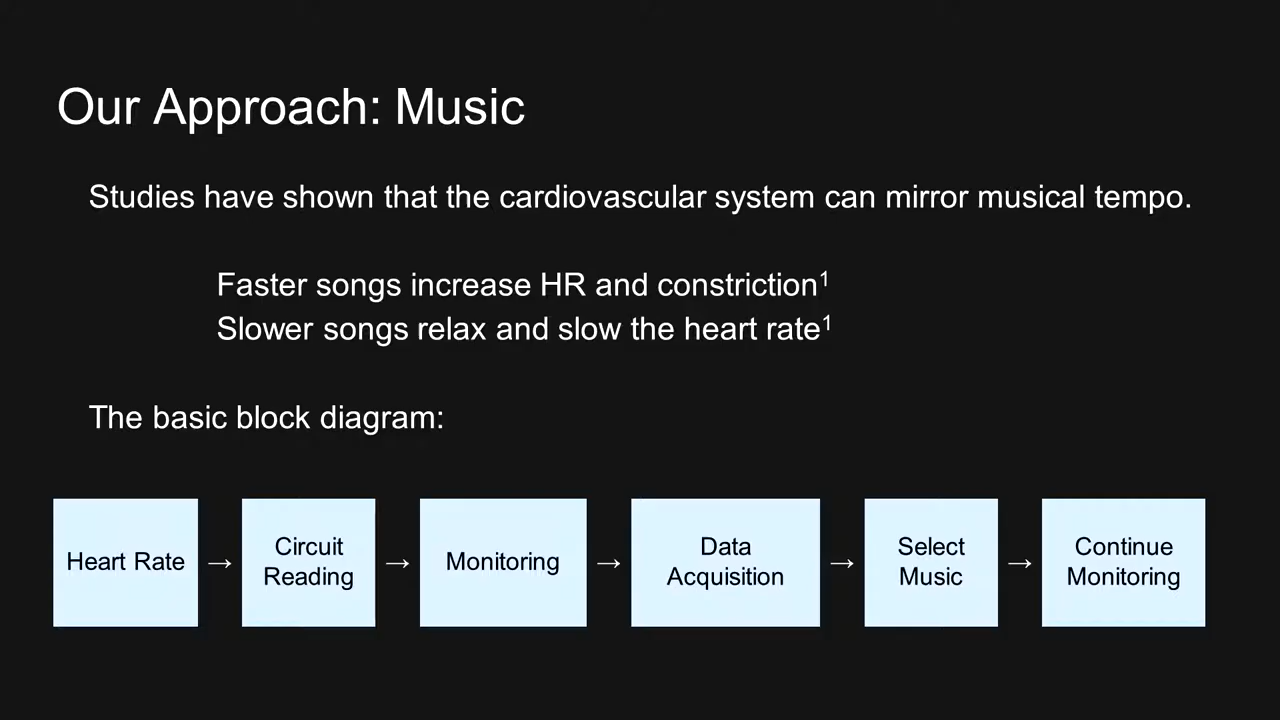 Our Approach: Music
Studies have shown that the cardiovascular system can mirror musical tempo.
Faster songs increase HR and constriction¹
Slower songs relax and slow the heart rate¹
The basic block diagram:
Heart Rate → Circuit Reading → Monitoring → Data Acquisition → Select Music → Continue Monitoring